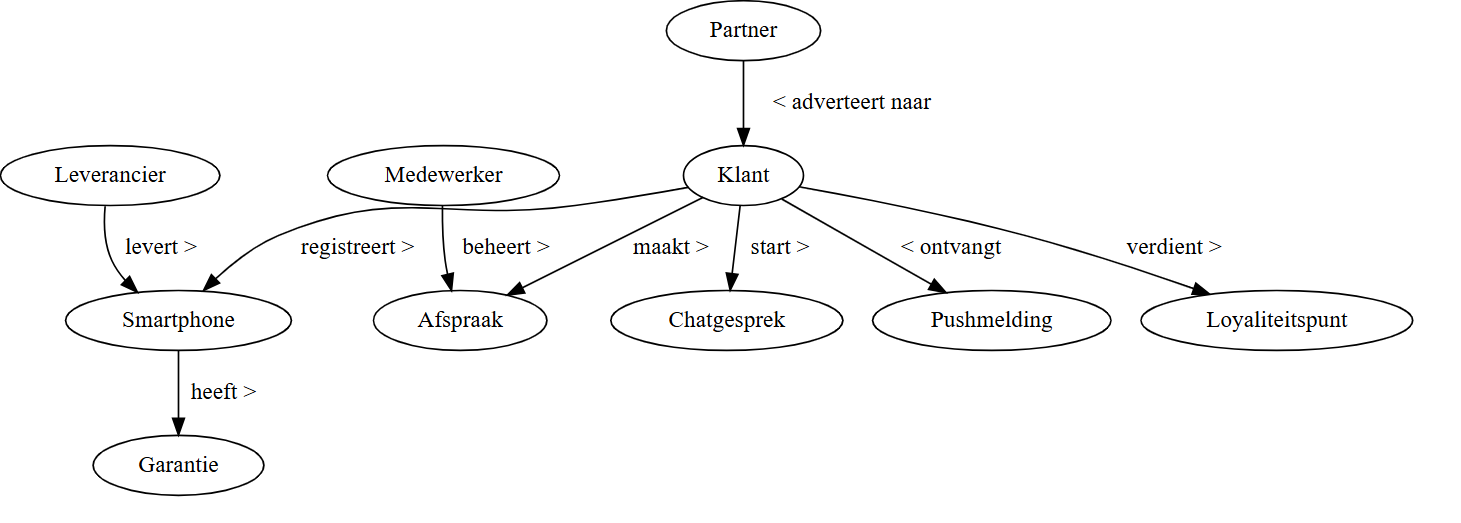 Partner
< adverteert naar
Leverancier
Medewerker
Klant
levert >
registreert >
beheert >
maakt >
start >
< ontvangt
verdient >
Smartphone
Afspraak
Chatgesprek
Pushmelding
Loyaliteitspunt
heeft >
Garantie